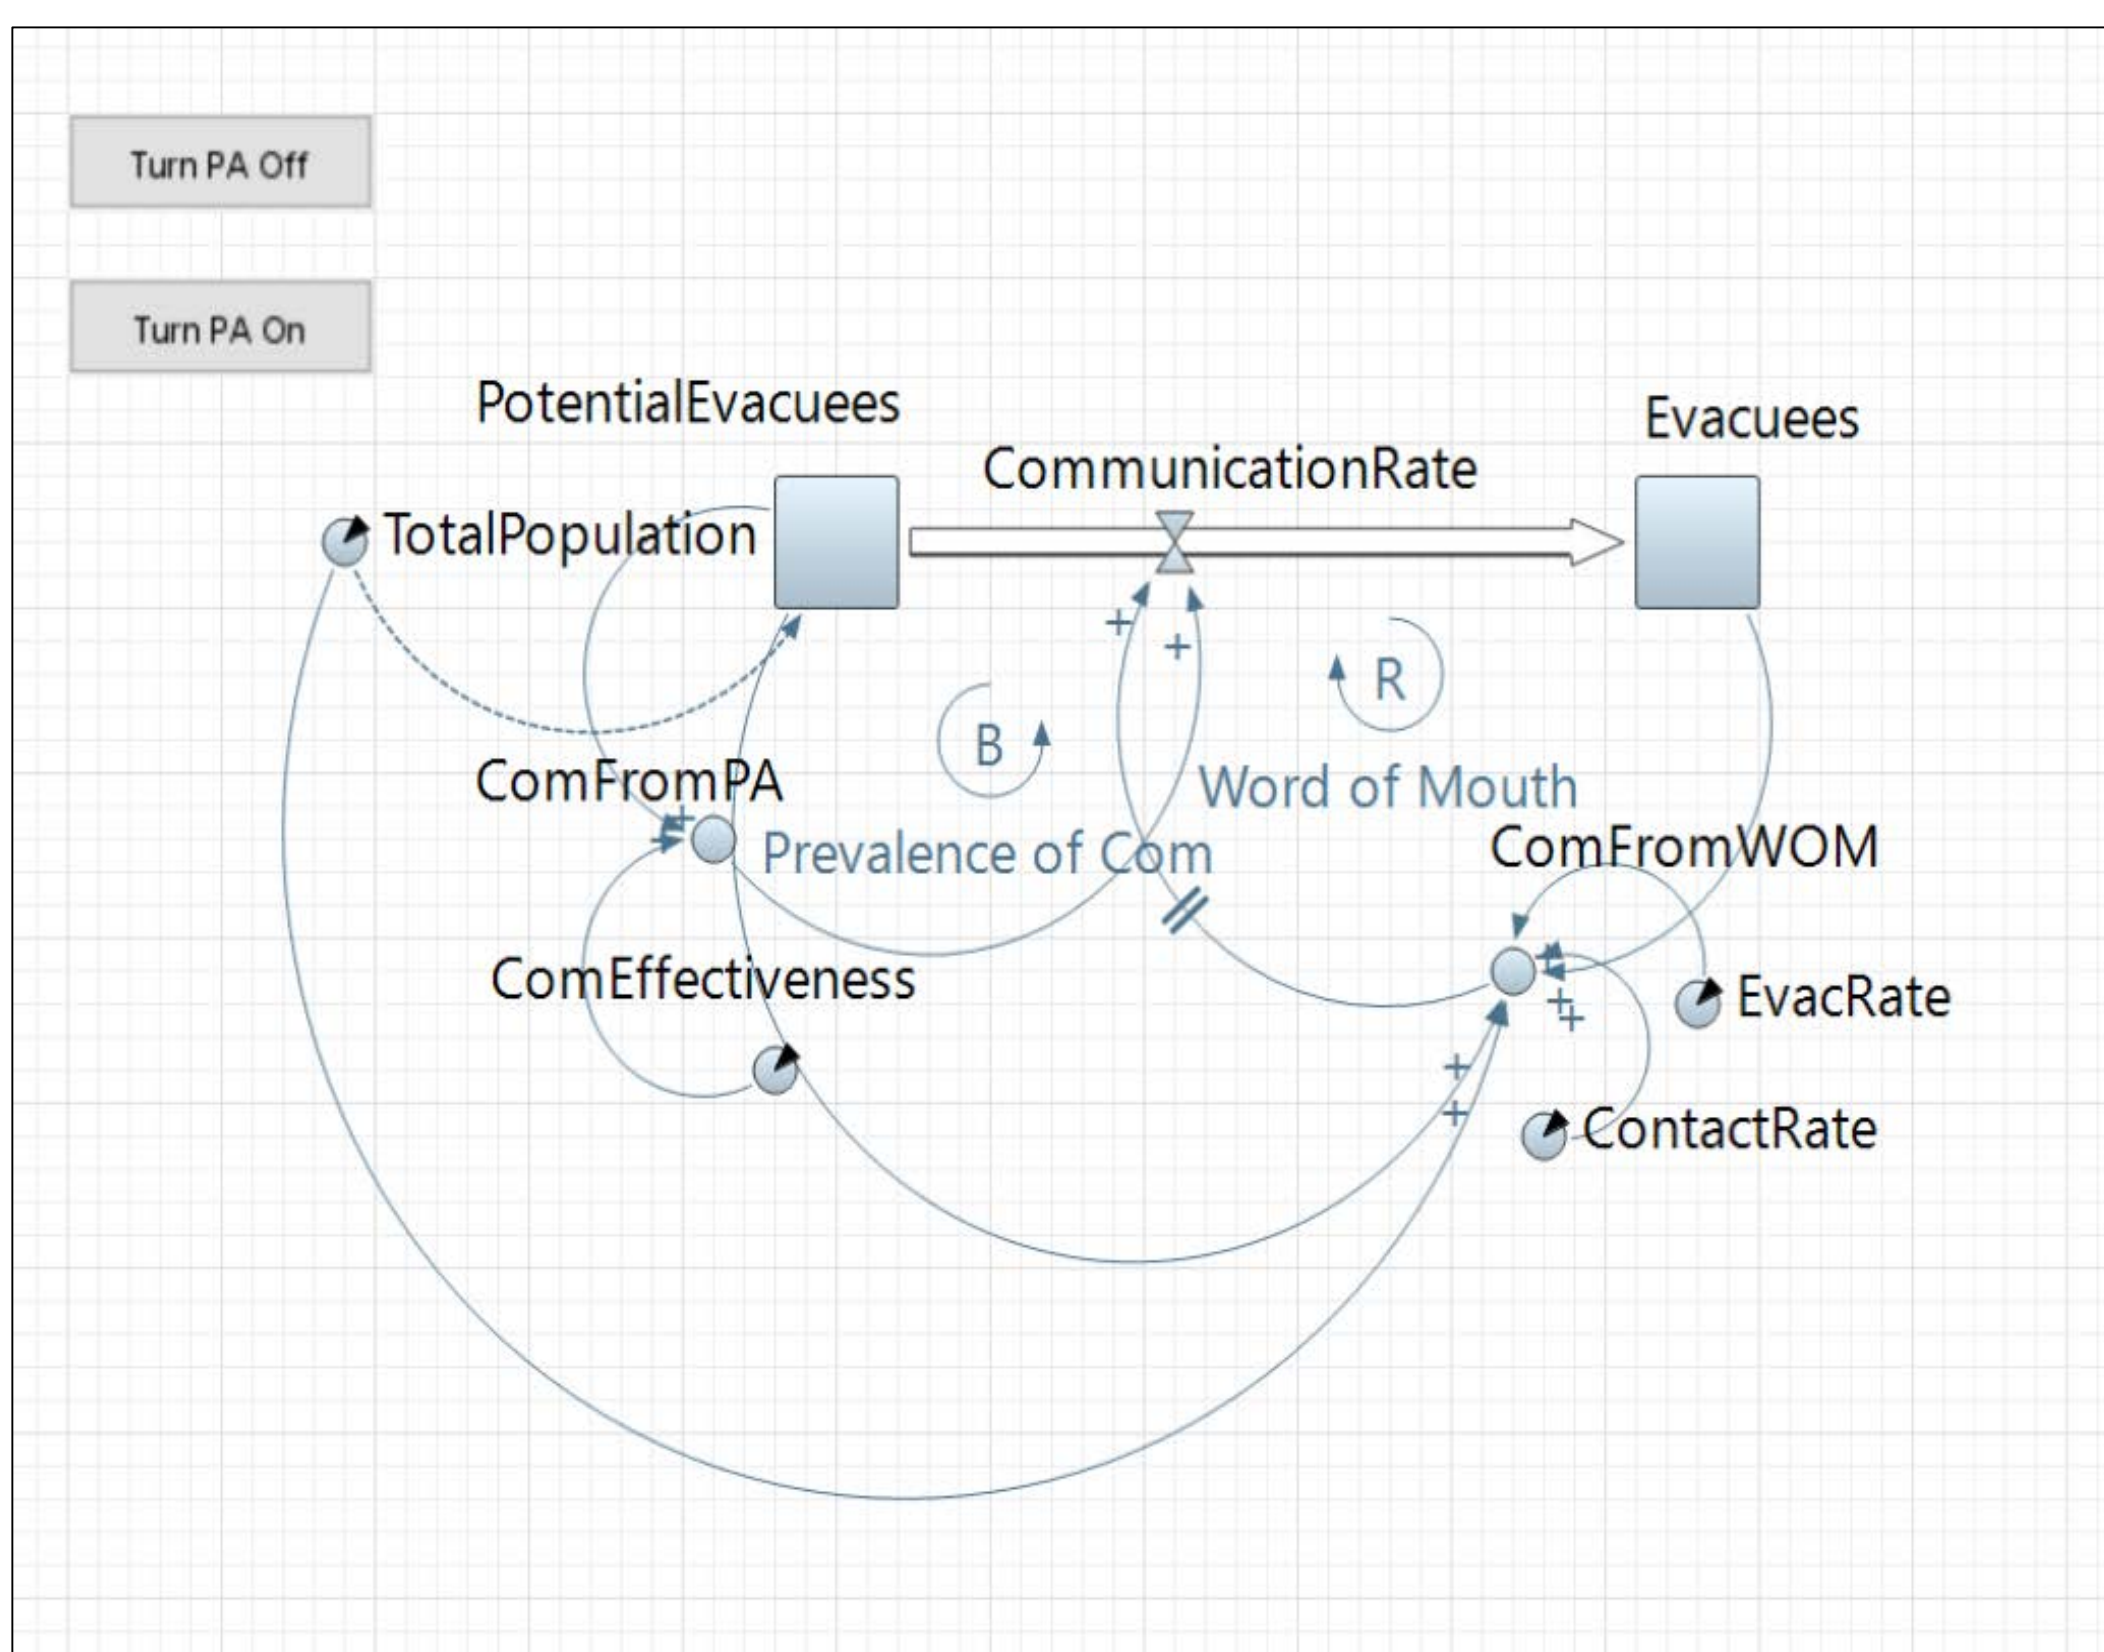 Turn PA Off
Turn PA On
PotentialEvacuees
Evacuees
CommunicationRate
TotalPopulation
+
+
R
B
ComFromPA
Word of Mouth
+
+
Prevalence of Com
ComFromWOM
ComEffectiveness
+
EvacRate
+
+
+
+
ContactRate